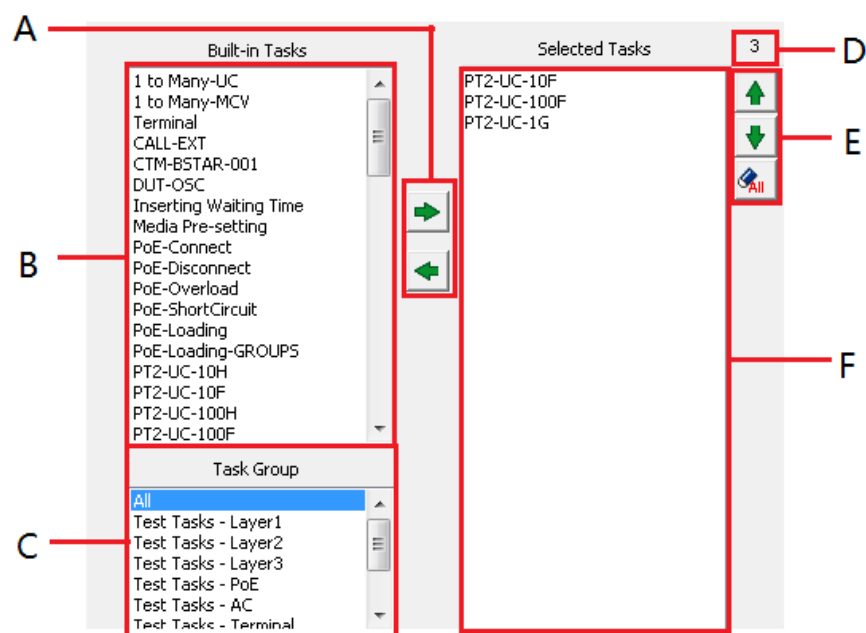 A
Built-in Tasks
Selected Tasks
3
D
1 to Many-UC
1 to Many-MCV
Terminal
CALL-EXT
CTM-BSTAR-001
DUT-OSC
Inserting Waiting Time
Media Pre-setting
PoE-Connect
PoE-Disconnect
PoE-Overload
PoE-ShortCircuit
PoE-Loading
PoE-Loading-GROUPS
PT2-UC-10H
PT2-UC-10F
PT2-UC-100H
PT2-UC-100F
B
PT2-UC-10F
PT2-UC-100F
PT2-UC-1G
All
E
F
Task Group
All
Test Tasks - Layer1
Test Tasks - Layer2
Test Tasks - Layer3
Test Tasks - PoE
Test Tasks - AC
Test Tasks - Terminal
C